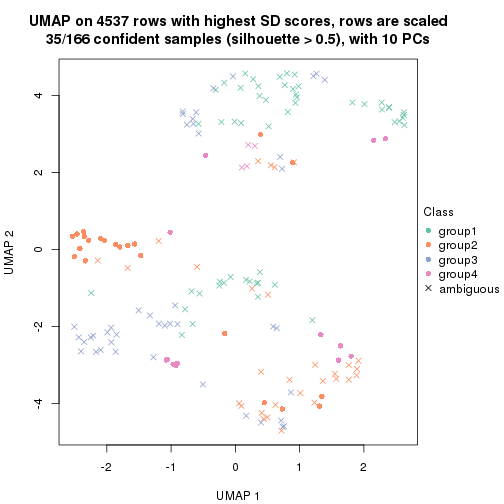 UMAP on 4537 rows with highest SD scores, rows are scaled
35/166 confident samples (silhouette > 0.5), with 10 PCs
4
2
0
-2
-4
UMAP 2
-2
-1
0
1
2
UMAP 1
Class
group1
group2
group3
group4
ambiguous